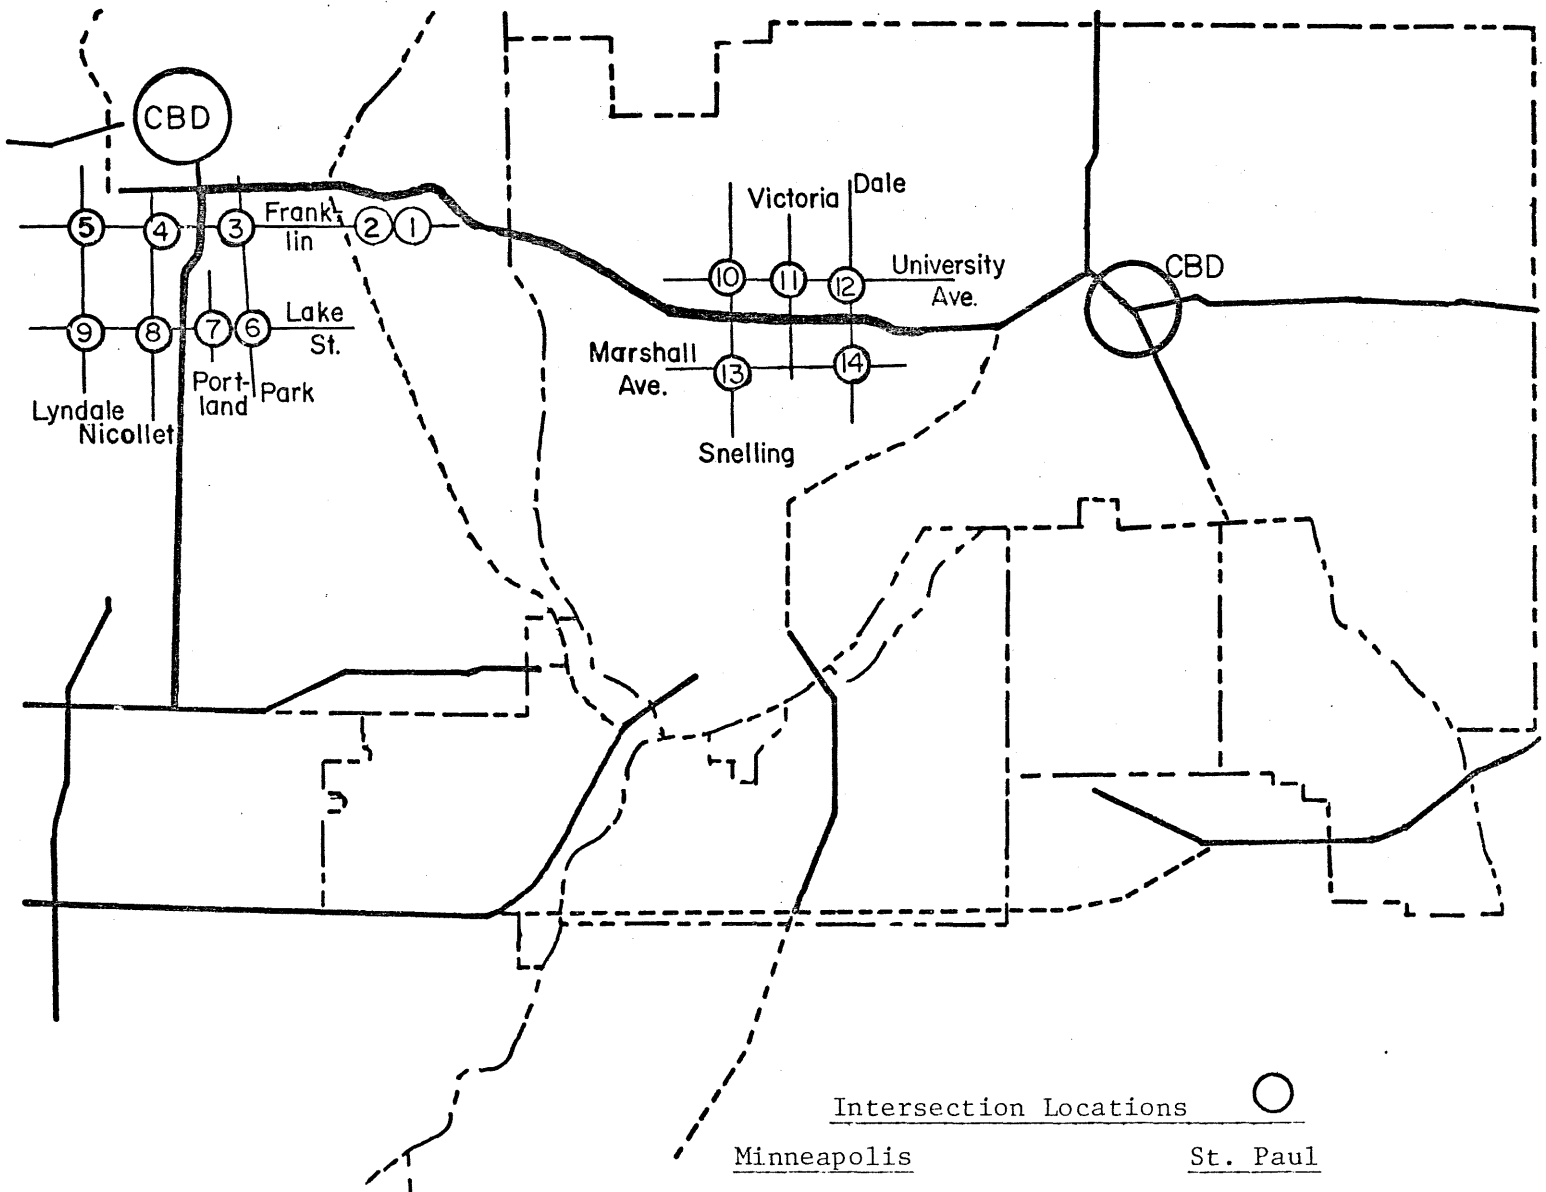 CBD
Victoria
Dale
5
4
3
Frank-
lin
2
1
10
11
12
University
Ave.
CBD
9
8
7
6
Lake
St.
Marshall
Ave.
13
14
Port-
land
Park
Lyndale
Nicollet
Snelling
Intersection Locations
Minneapolis
St. Paul